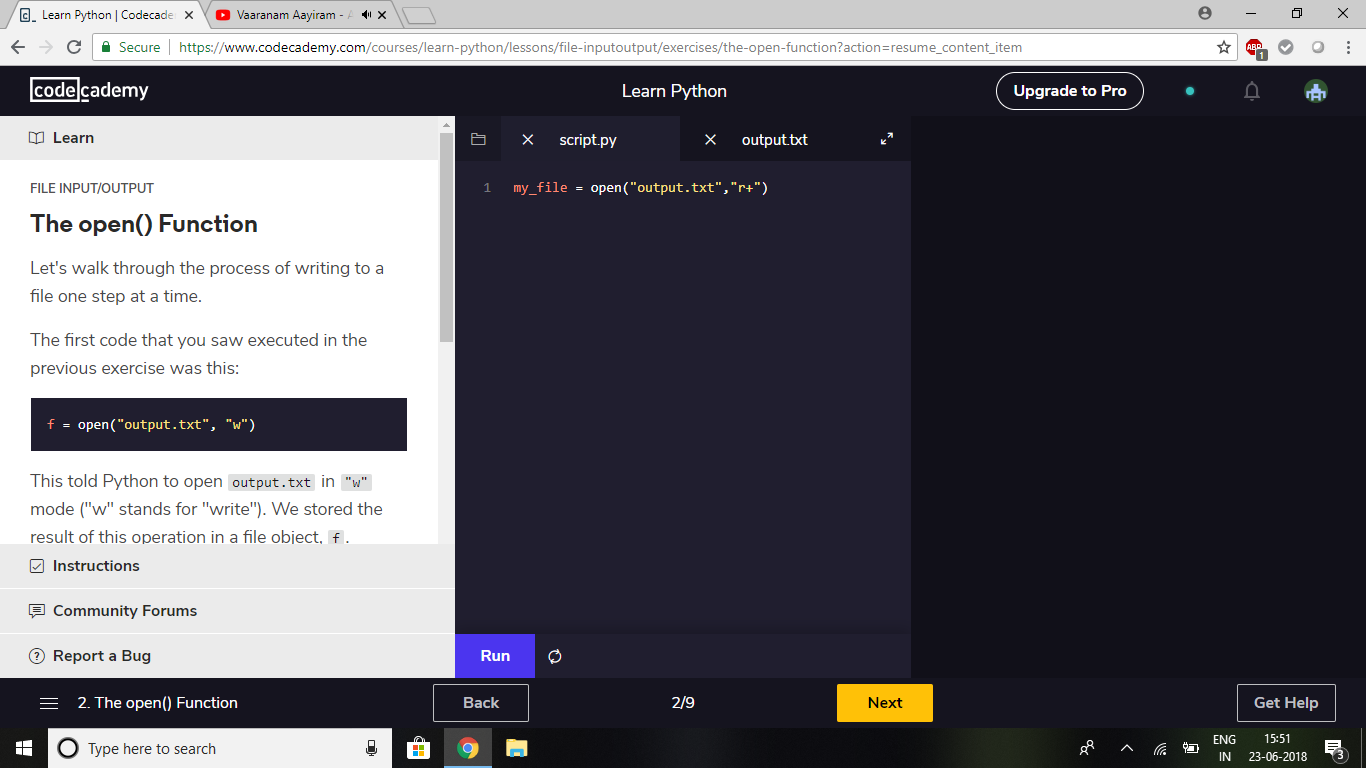 Learn Python | Codecade
Vaaranam Aayiram - A
Secure
https://www.codecademy.com/courses/learn-python/lessons/file-inputoutput/exercises/the-open-function?action=resume_content_item
ABP
1
codecademy
Learn Python
Upgrade to Pro
Learn
script.py
output.txt
FILE INPUT/OUTPUT
The open() Function
Let's walk through the process of writing to a
file one step at a time.
The first code that you saw executed in the
previous exercise was this:
f = open("output.txt", "w")
This told Python to open output.txt in "w"
mode ("w" stands for "write"). We stored the
result of this operation in a file object, f.
1 my_file = open("output.txt","r+")
Instructions
Community Forums
Report a Bug
Run
2. The open() Function
Back
2/9
Next
Get Help
Type here to search
ENG
IN
15:51
23-06-2018
3